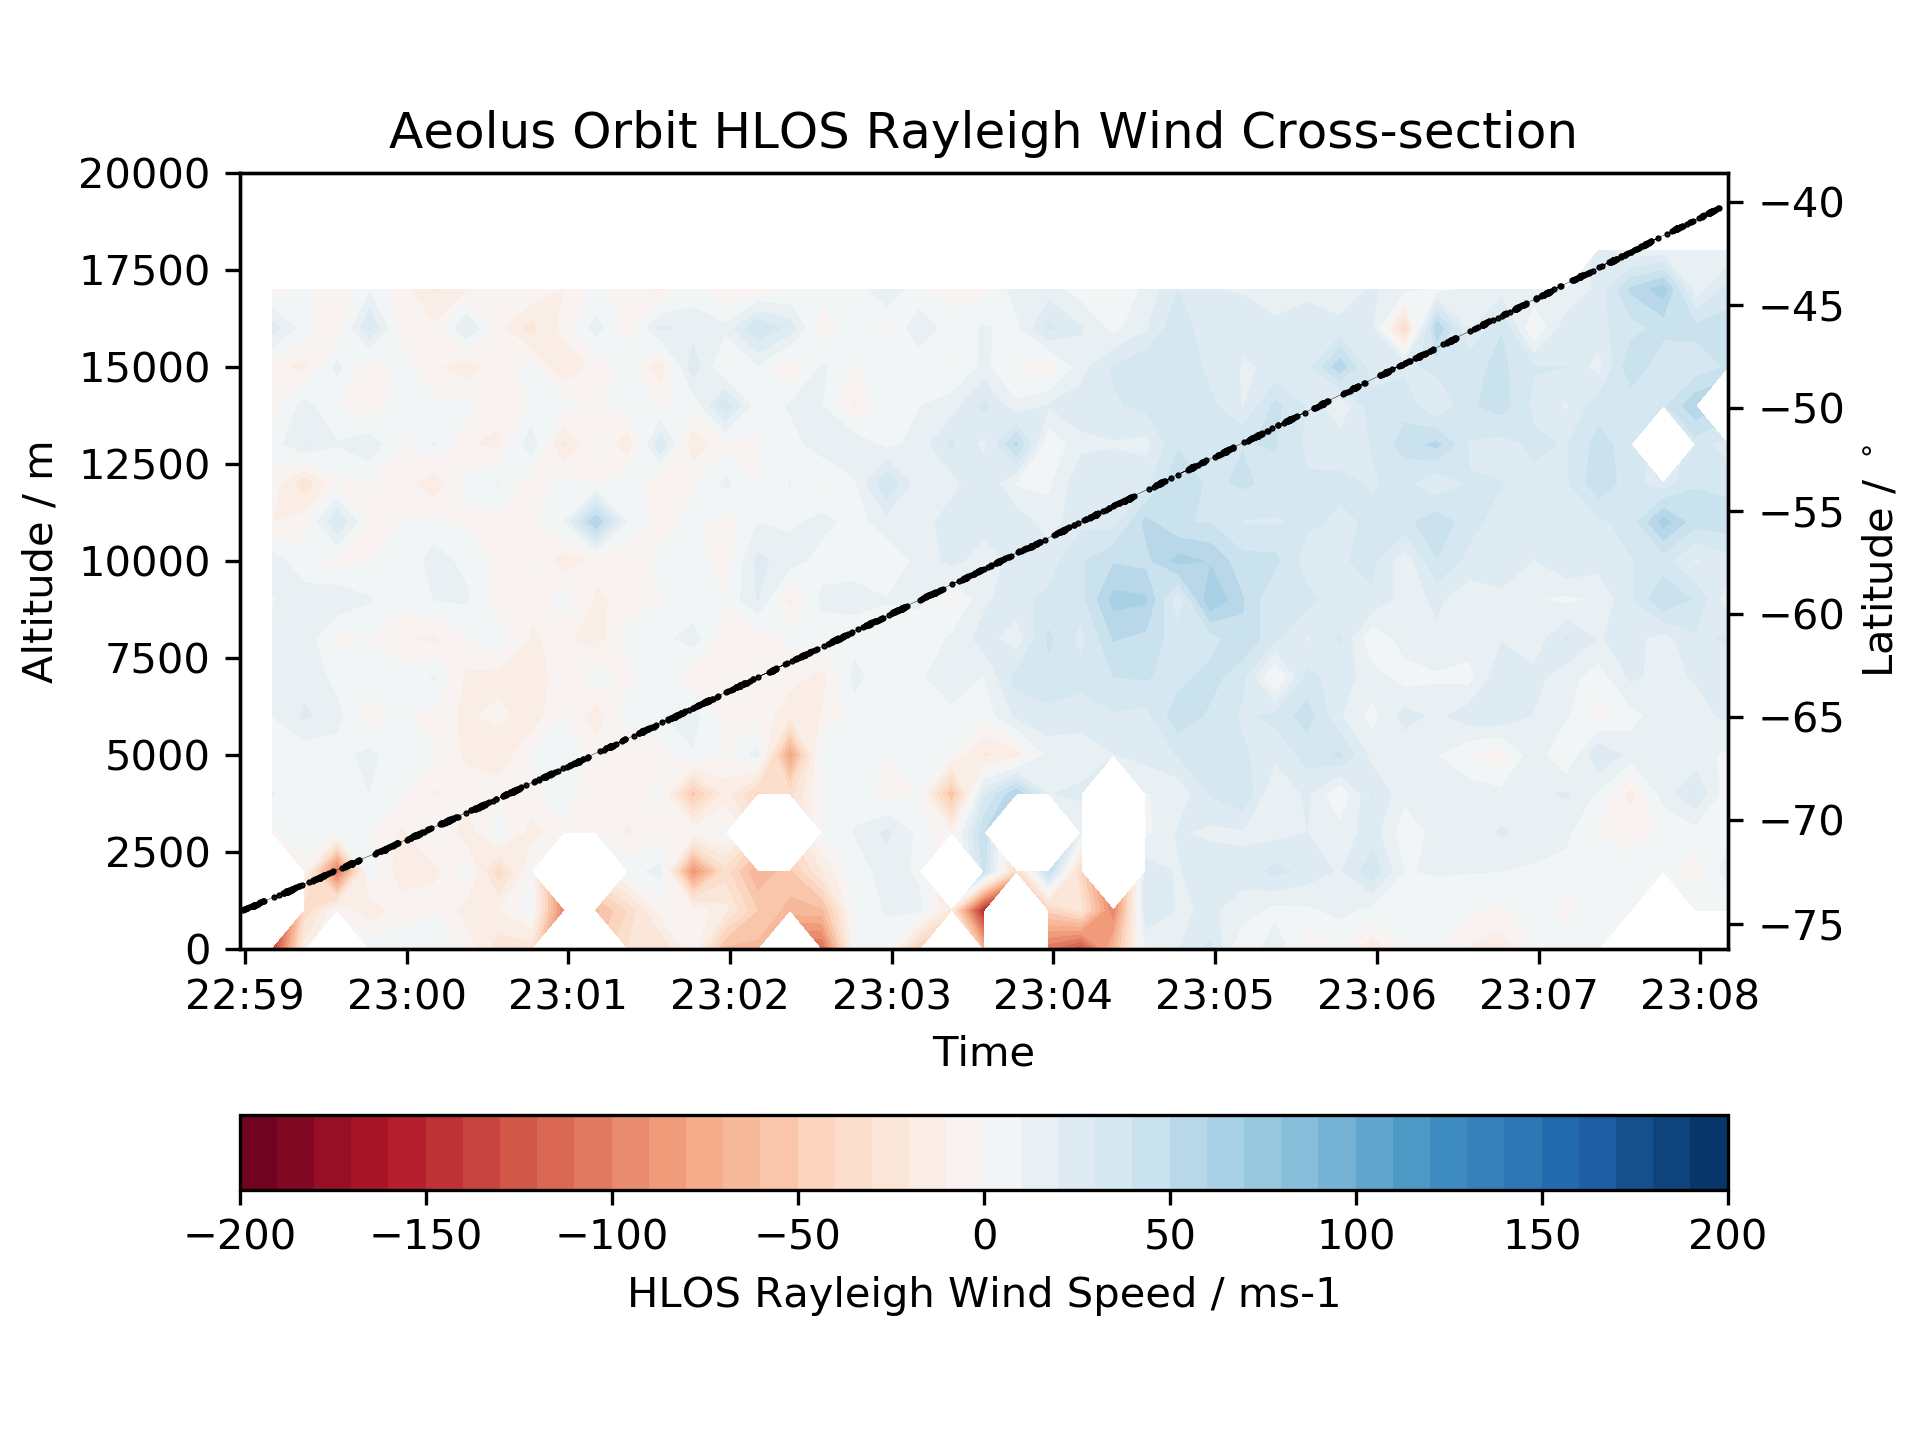 Aeolus Orbit HLOS Rayleigh Wind Cross-section
20000
17500
15000
12500
10000
7500
5000
2500
0
Altitude / m
−40
−45
−50
−55
−60
−65
−70
−75
Latitude / °
22:59 23:00 23:01 23:02 23:03 23:04 23:05 23:06 23:07 23:08
Time
−200 −150 −100 −50 0 50 100 150 200
HLOS Rayleigh Wind Speed / ms-1